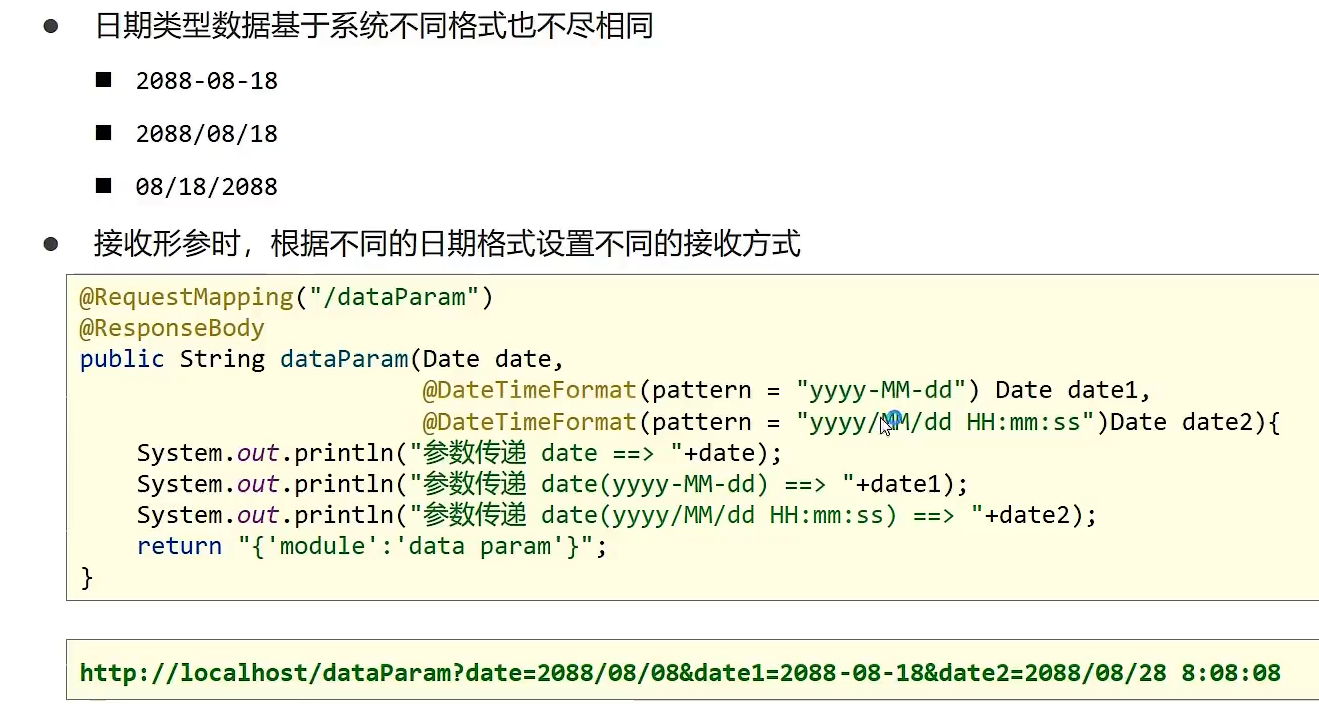 日期类型数据基于系统不同格式也不尽相同
2088-08-18
2088/08/18
08/18/2088
接收形参时，根据不同的日期格式设置不同的接收方式
@RequestMapping("/dataParam")
@ResponseBody
public String dataParam(Date date,
@DateTimeFormat(pattern = "yyyy-MM-dd") Date date1,
@DateTimeFormat(pattern = "yyyy/MM/dd HH:mm:ss")Date date2){
System.out.println("参数传递 date ==> "+date);
System.out.println("参数传递 date(yyyy-MM-dd) ==> "+date1);
System.out.println("参数传递 date(yyyy/MM/dd HH:mm:ss) ==> "+date2);
return "{'module':'data param'}";
}
http://localhost/dataParam?date=2088/08/08&date1=2088-08-18&date2=2088/08/28 8:08:08